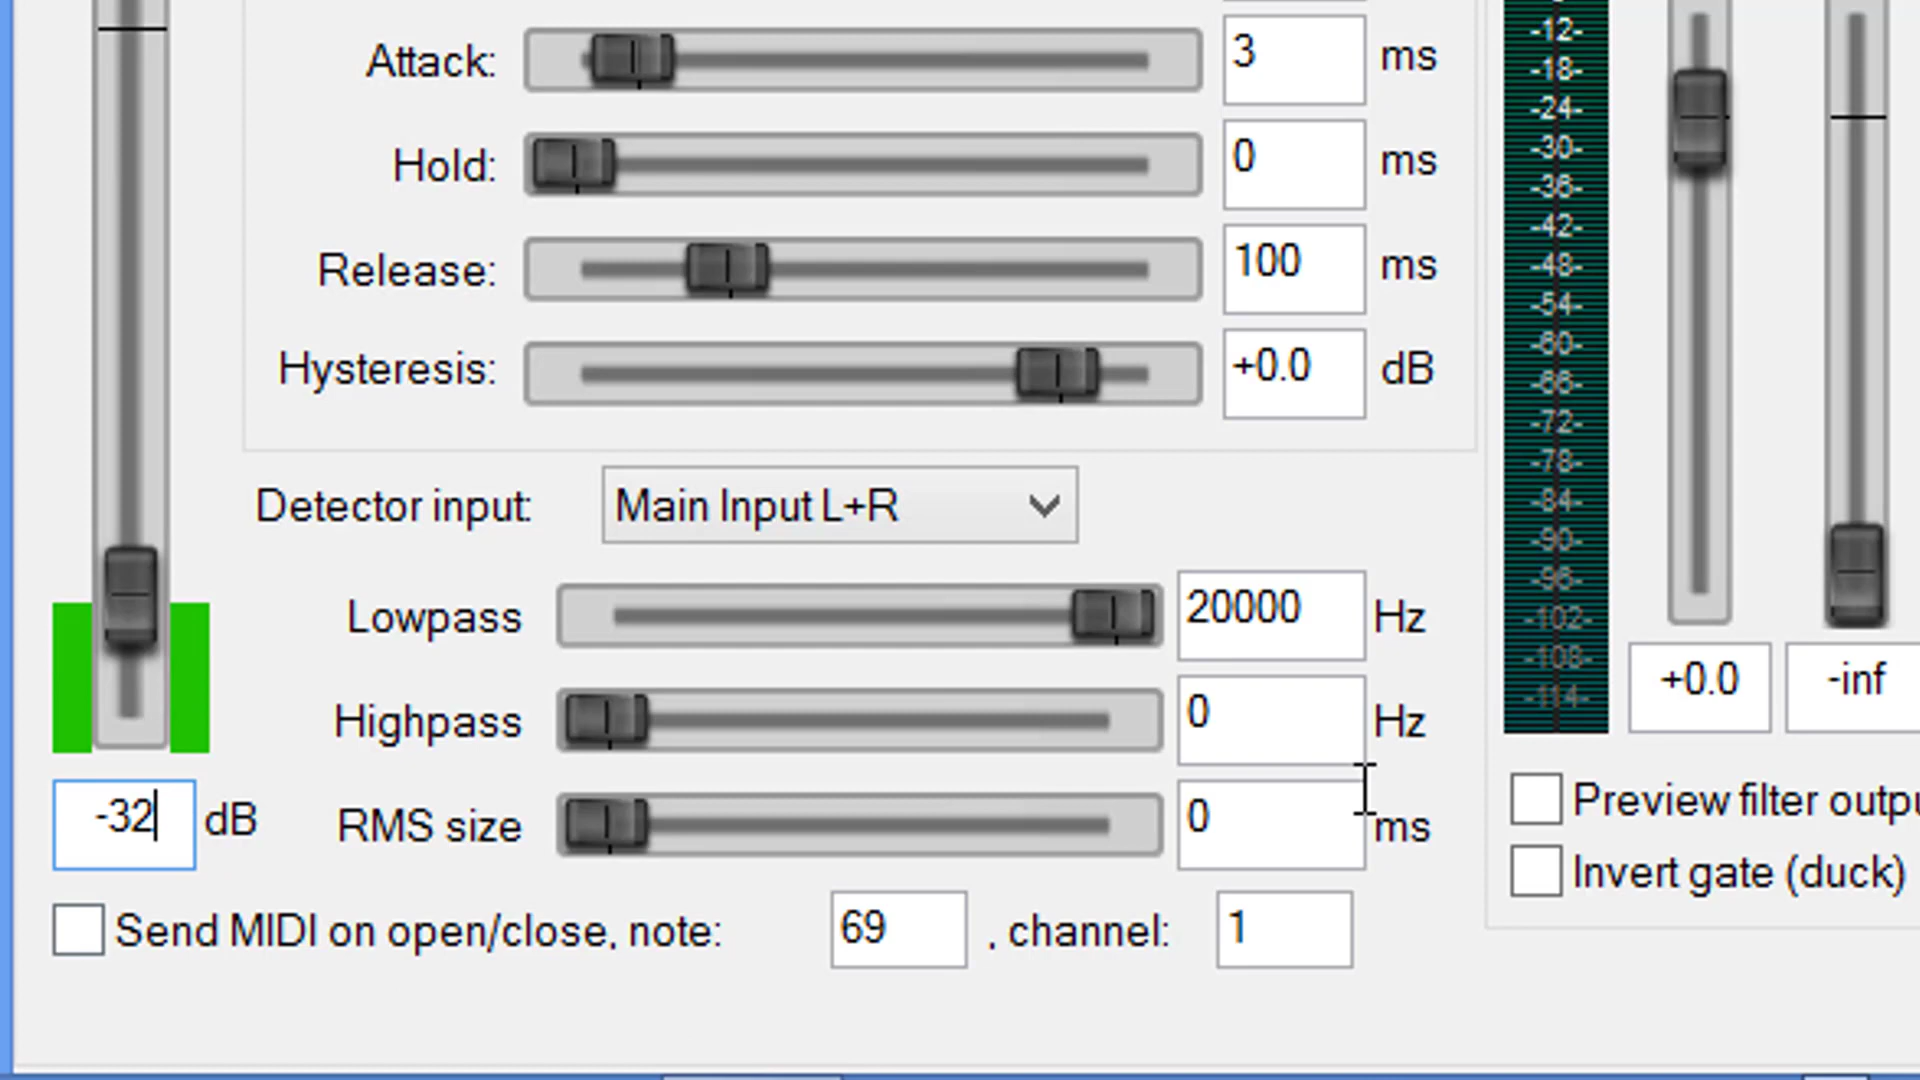 Attack: 3 ms
Hold: 0 ms
Release: 100 ms
Hysteresis: +0.0 dB
Detector input: Main Input L+R
Lowpass 20000 Hz
Highpass 0 Hz
-32 dB
RMS size 0 ms
Send MIDI on open/close, note: 69 , channel: 1
-12-
-18-
-24-
-30-
-36-
-42-
-48-
-54-
-60-
-66-
-72-
-78-
-84-
-90-
-96-
-102-
-108-
-114-
+0.0 -inf
Preview filter outpu
Invert gate (duck)